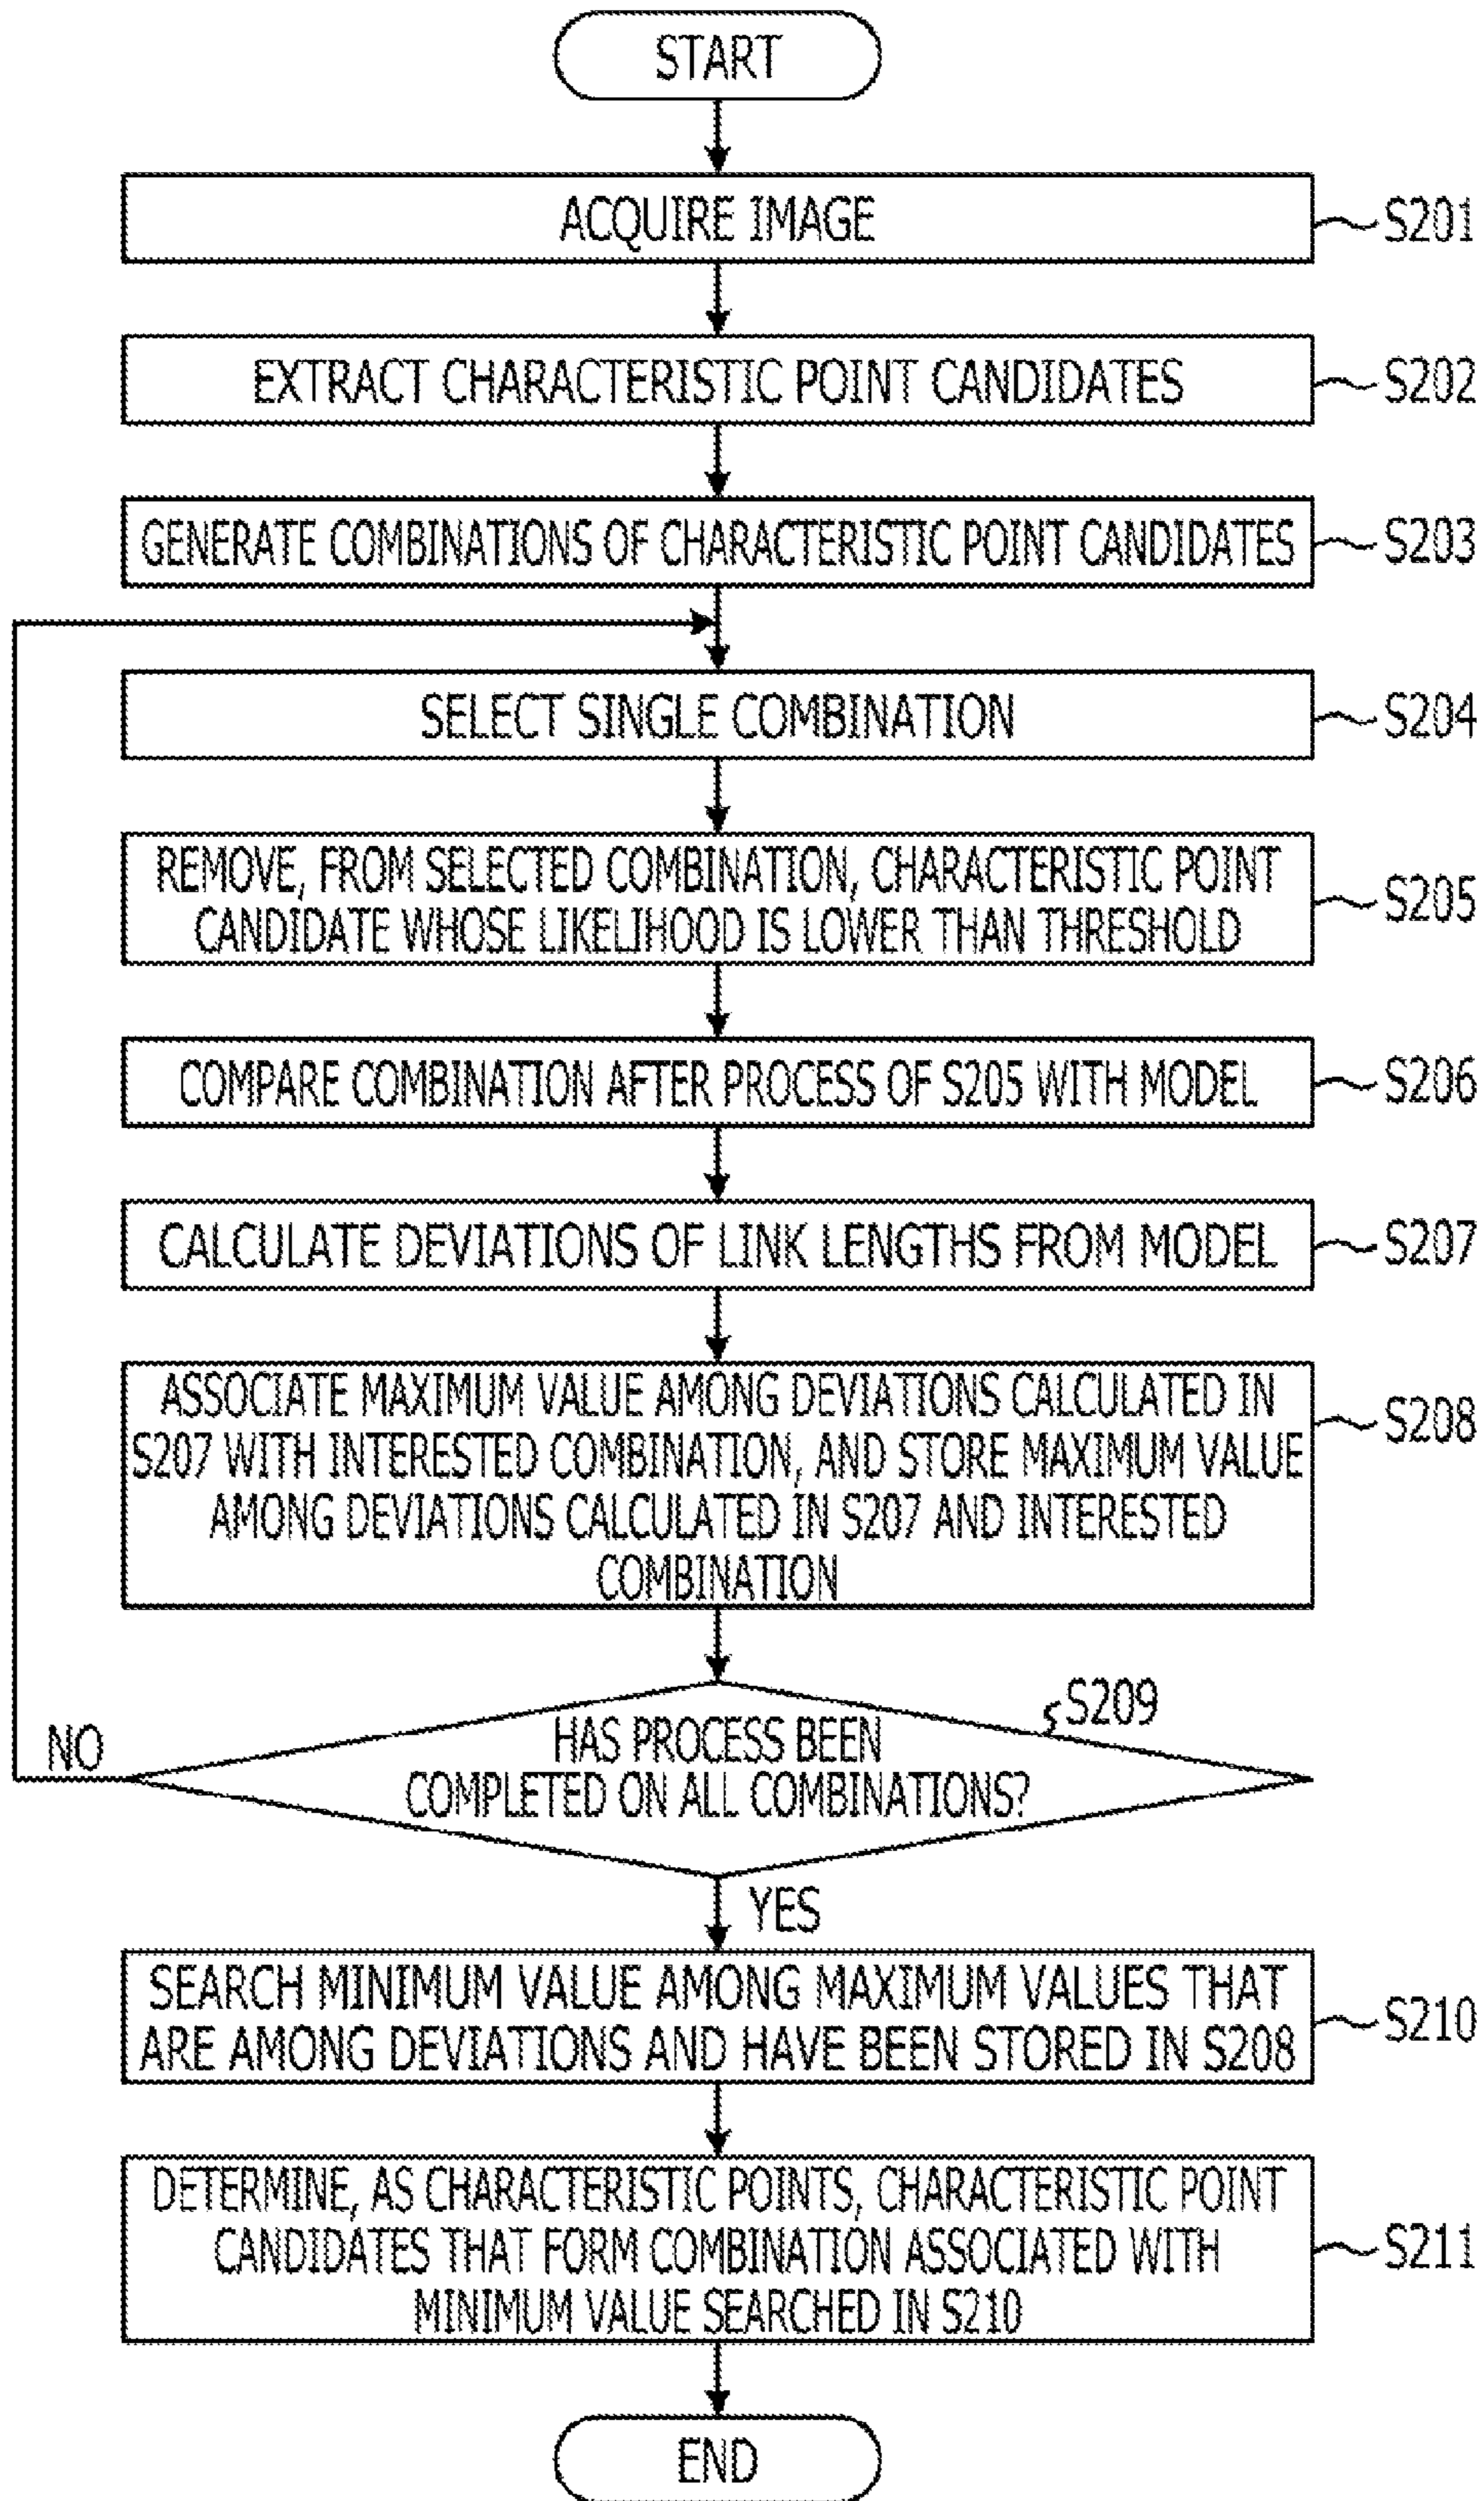 START
ACQUIRE IMAGE
S201
EXTRACT CHARACTERISTIC POINT CANDIDATES
S202
GENERATE COMBINATIONS OF CHARACTERISTIC POINT CANDIDATES
S203
SELECT SINGLE COMBINATION
S204
REMOVE, FROM SELECTED COMBINATION, CHARACTERISTIC POINT
CANDIDATE WHOSE LIKELIHOOD IS LOWER THAN THRESHOLD
S205
COMPARE COMBINATION AFTER PROCESS OF S205 WITH MODEL
S206
CALCULATE DEVIATIONS OF LINK LENGTHS FROM MODEL
S207
ASSOCIATE MAXIMUM VALUE AMONG DEVIATIONS CALCULATED IN
S207 WITH INTERESTED COMBINATION, AND STORE MAXIMUM VALUE
AMONG DEVIATIONS CALCULATED IN S207 AND INTERESTED
COMBINATION
S208
S209
HAS PROCESS BEEN
COMPLETED ON ALL COMBINATIONS?
NO
YES
SEARCH MINIMUM VALUE AMONG MAXIMUM VALUES THAT
ARE AMONG DEVIATIONS AND HAVE BEEN STORED IN S208
S210
DETERMINE, AS CHARACTERISTIC POINTS, CHARACTERISTIC POINT
CANDIDATES THAT FORM COMBINATION ASSOCIATED WITH
MINIMUM VALUE SEARCHED IN S210
S211
END